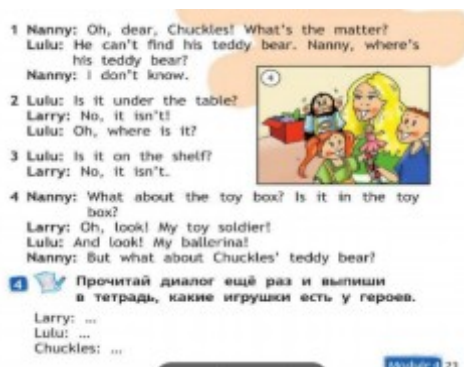 1 Nanny: Oh, dear, Chuckles! What's the matter?
Lulu: He can't find his teddy bear. Nanny, where's
his teddy bear?
Nanny: I don't know.
2 Lulu: Is it under the table?
Larry: No, it isn't!
Lulu: Oh, where is it?
3 Lulu: Is it on the shelf?
Larry: No, it isn't.
4 Nanny: What about the toy box? Is it in the toy
box?
Larry: Oh, look! My toy soldier!
Lulu: And look! My ballerina!
Nanny: But what about Chuckles' teddy bear?
4
4 Прочитай диалог ещё раз и выпиши
в тетрадь, какие игрушки есть у героев.
Larry: ...
Lulu: ...
Chuckles: ...
Module 4 23